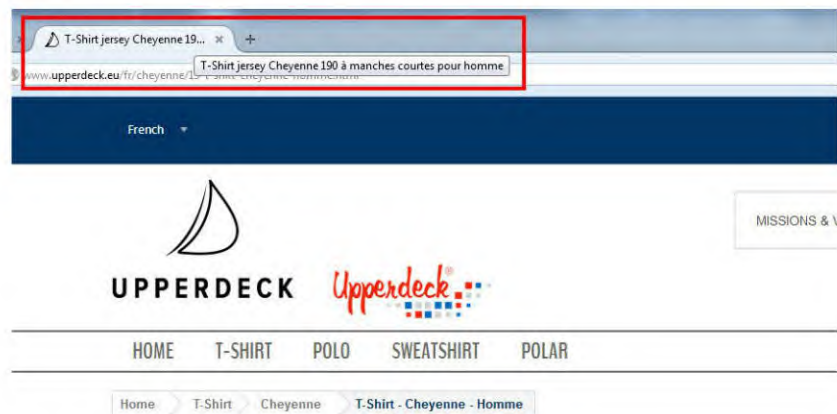 T-Shirt jersey Cheyenne 19...
T-Shirt jersey Cheyenne 190 à manches courtes pour homme
www.upperdeck.eu/fr/cheyenne/
French
MISSIONS &
UPPERDECK
Upperdeck®
HOME T-SHIRT POLO SWEATSHIRT POLAR
Home T-Shirt Cheyenne T-Shirt - Cheyenne - Homme